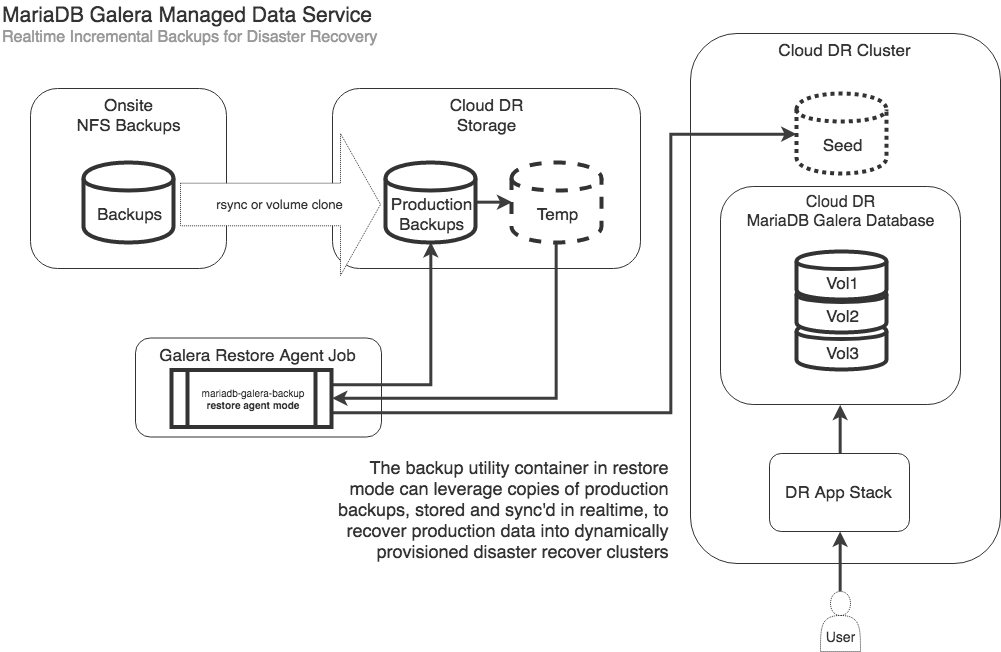 MariaDB Galera Managed Data Service
Realtime Incremental Backups for Disaster Recovery
Onsite
NFS Backups
Backups
rsync or volume clone
Cloud DR
Storage
Production
Backups
Temp
Galera Restore Agent Job
mariadb-galera-backup
restore agent mode
The backup utility container in restore
mode can leverage copies of production
backups, stored and sync'd in realtime, to
recover production data into dynamically
provisioned disaster recover clusters
Cloud DR Cluster
Seed
Cloud DR
MariaDB Galera Database
Vol1
Vol2
Vol3
DR App Stack
User